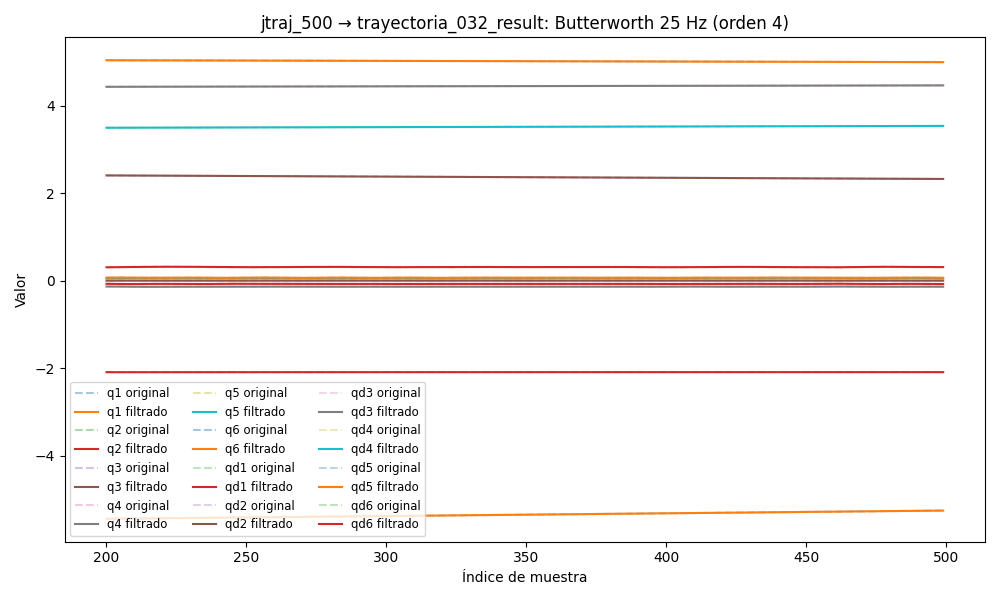 jtraj_500 → trayectoria_032_result: Butterworth 25 Hz (orden 4)
Valor
4
2
0
−2
−4
q1 original
q1 filtrado
q2 original
q2 filtrado
q3 original
q3 filtrado
q4 original
q4 filtrado
q5 original
q5 filtrado
q6 original
q6 filtrado
qd1 original
qd1 filtrado
qd2 original
qd2 filtrado
qd3 original
qd3 filtrado
qd4 original
qd4 filtrado
qd5 original
qd5 filtrado
qd6 original
qd6 filtrado
200
250
300
350
400
450
500
Índice de muestra